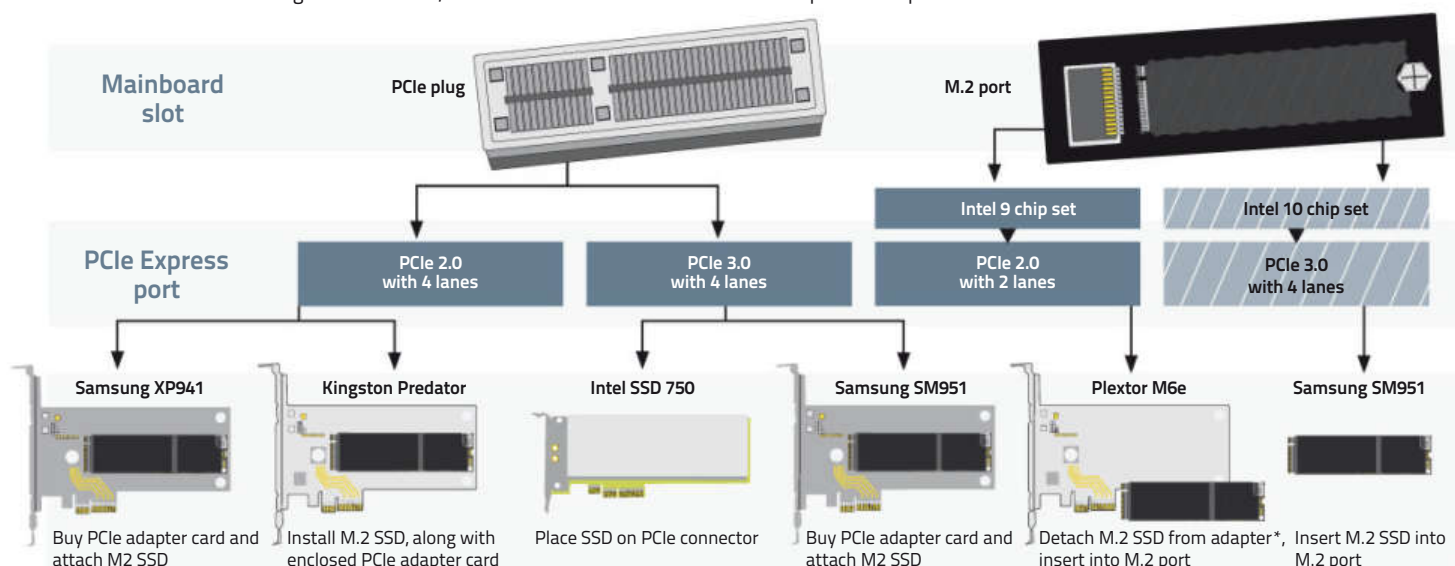 Mainboard
slot
PCIe plug
M.2 port
Intel 9 chip set
Intel 10 chip set
PCIe Express
port
PCIe 2.0
with 4 lanes
PCIe 3.0
with 4 lanes
PCIe 2.0
with 2 lanes
PCIe 3.0
with 4 lanes
Samsung XP941
Kingston Predator
Intel SSD 750
Samsung SM951
Plextor M6e
Samsung SM951
Buy PCIe adapter card and
attach M2 SSD
Install M.2 SSD, along with
enclosed PCIe adapter card
Place SSD on PCIe connector
Buy PCIe adapter card and
attach M2 SSD
Detach M.2 SSD from adapter*,
insert into M.2 port
Insert M.2 SSD into
M.2 port